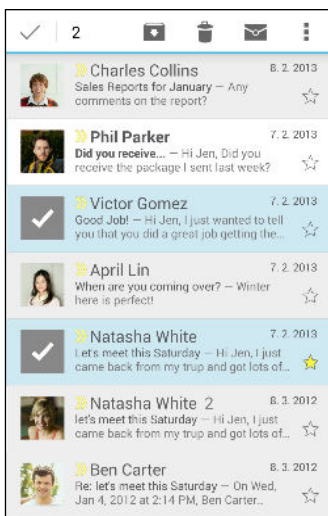 2
Charles Collins 8. 2. 2013
Sales Reports for January – Any
comments on the report?
Phil Parker 7. 2. 2013
Did you receive... – Hi Jen, Did you
receive the package I sent last week?
Victor Gomez 7. 2. 2013
Good Job! – Hi Jen, I just wanted to tell
you that you did a great job getting the...
April Lin 7. 2. 2013
When are you coming over? – Winter
here is perfect!
Natasha White 7. 2. 2013
Let's meet this Saturday – Hi Jen, I just
came back from my trup and got lots of...
Natasha White 2 8. 3. 2012
let's meet this Saturday – Hi Jen, I just
came back from my trup and got lots of...
Ben Carter 8. 3. 2012
Re: let's meet this Saturday – On Wed,
Jan 4, 2012 at 2:14 PM, Ben Carter..